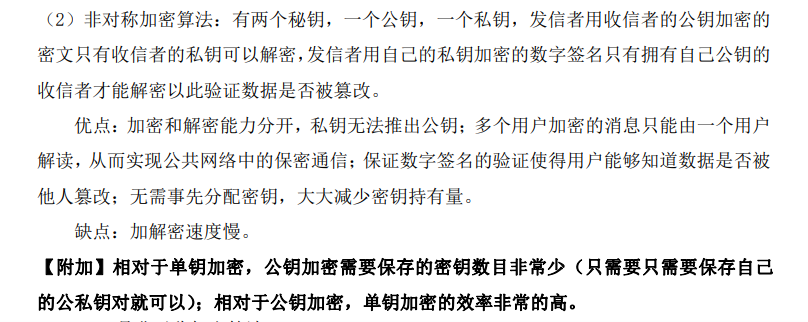 （2）非对称加密算法：有两个秘钥，一个公钥，一个私钥，发信者用收信者的公钥加密的
密文只有收信者的私钥可以解密，发信者用自己的私钥加密的数字签名只有拥有自己公钥的
收信者才能解密以此验证数据是否被篡改。
优点：加密和解密能力分开，私钥无法推出公钥；多个用户加密的消息只能由一个用户
解读，从而实现公共网络中的保密通信；保证数字签名的验证使得用户能够知道数据是否被
他人篡改；无需事先分配密钥，大大减少密钥持有量。
缺点：加解密速度慢。
【附加】相对于单钥加密，公钥加密需要保存的密钥数目非常少（只需要只需要保存自己
的公私钥对就可以）；相对于公钥加密，单钥加密的效率非常的高。